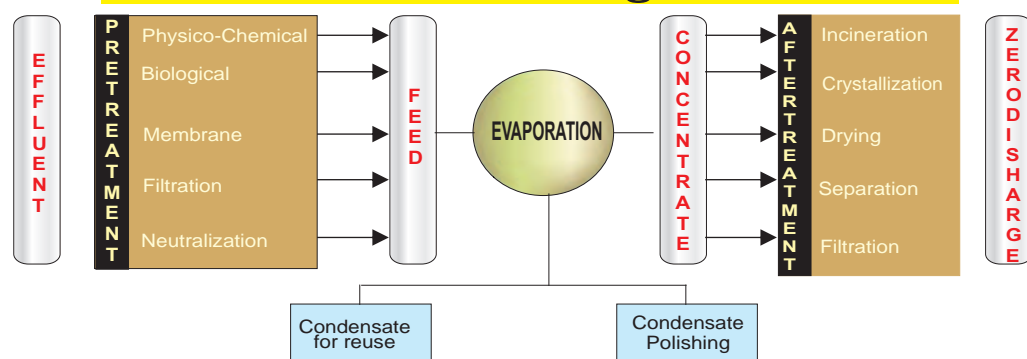 EFFLUENT
PRETREATMENT
Physico-Chemical
Biological
Membrane
Filtration
Neutralization
FEED
EVAPORATION
CONCENTRATE
AFTERTREATMENT
Incineration
Crystallization
Drying
Separation
Filtration
ZERODISHARGE
Condensate
for reuse
Condensate
Polishing